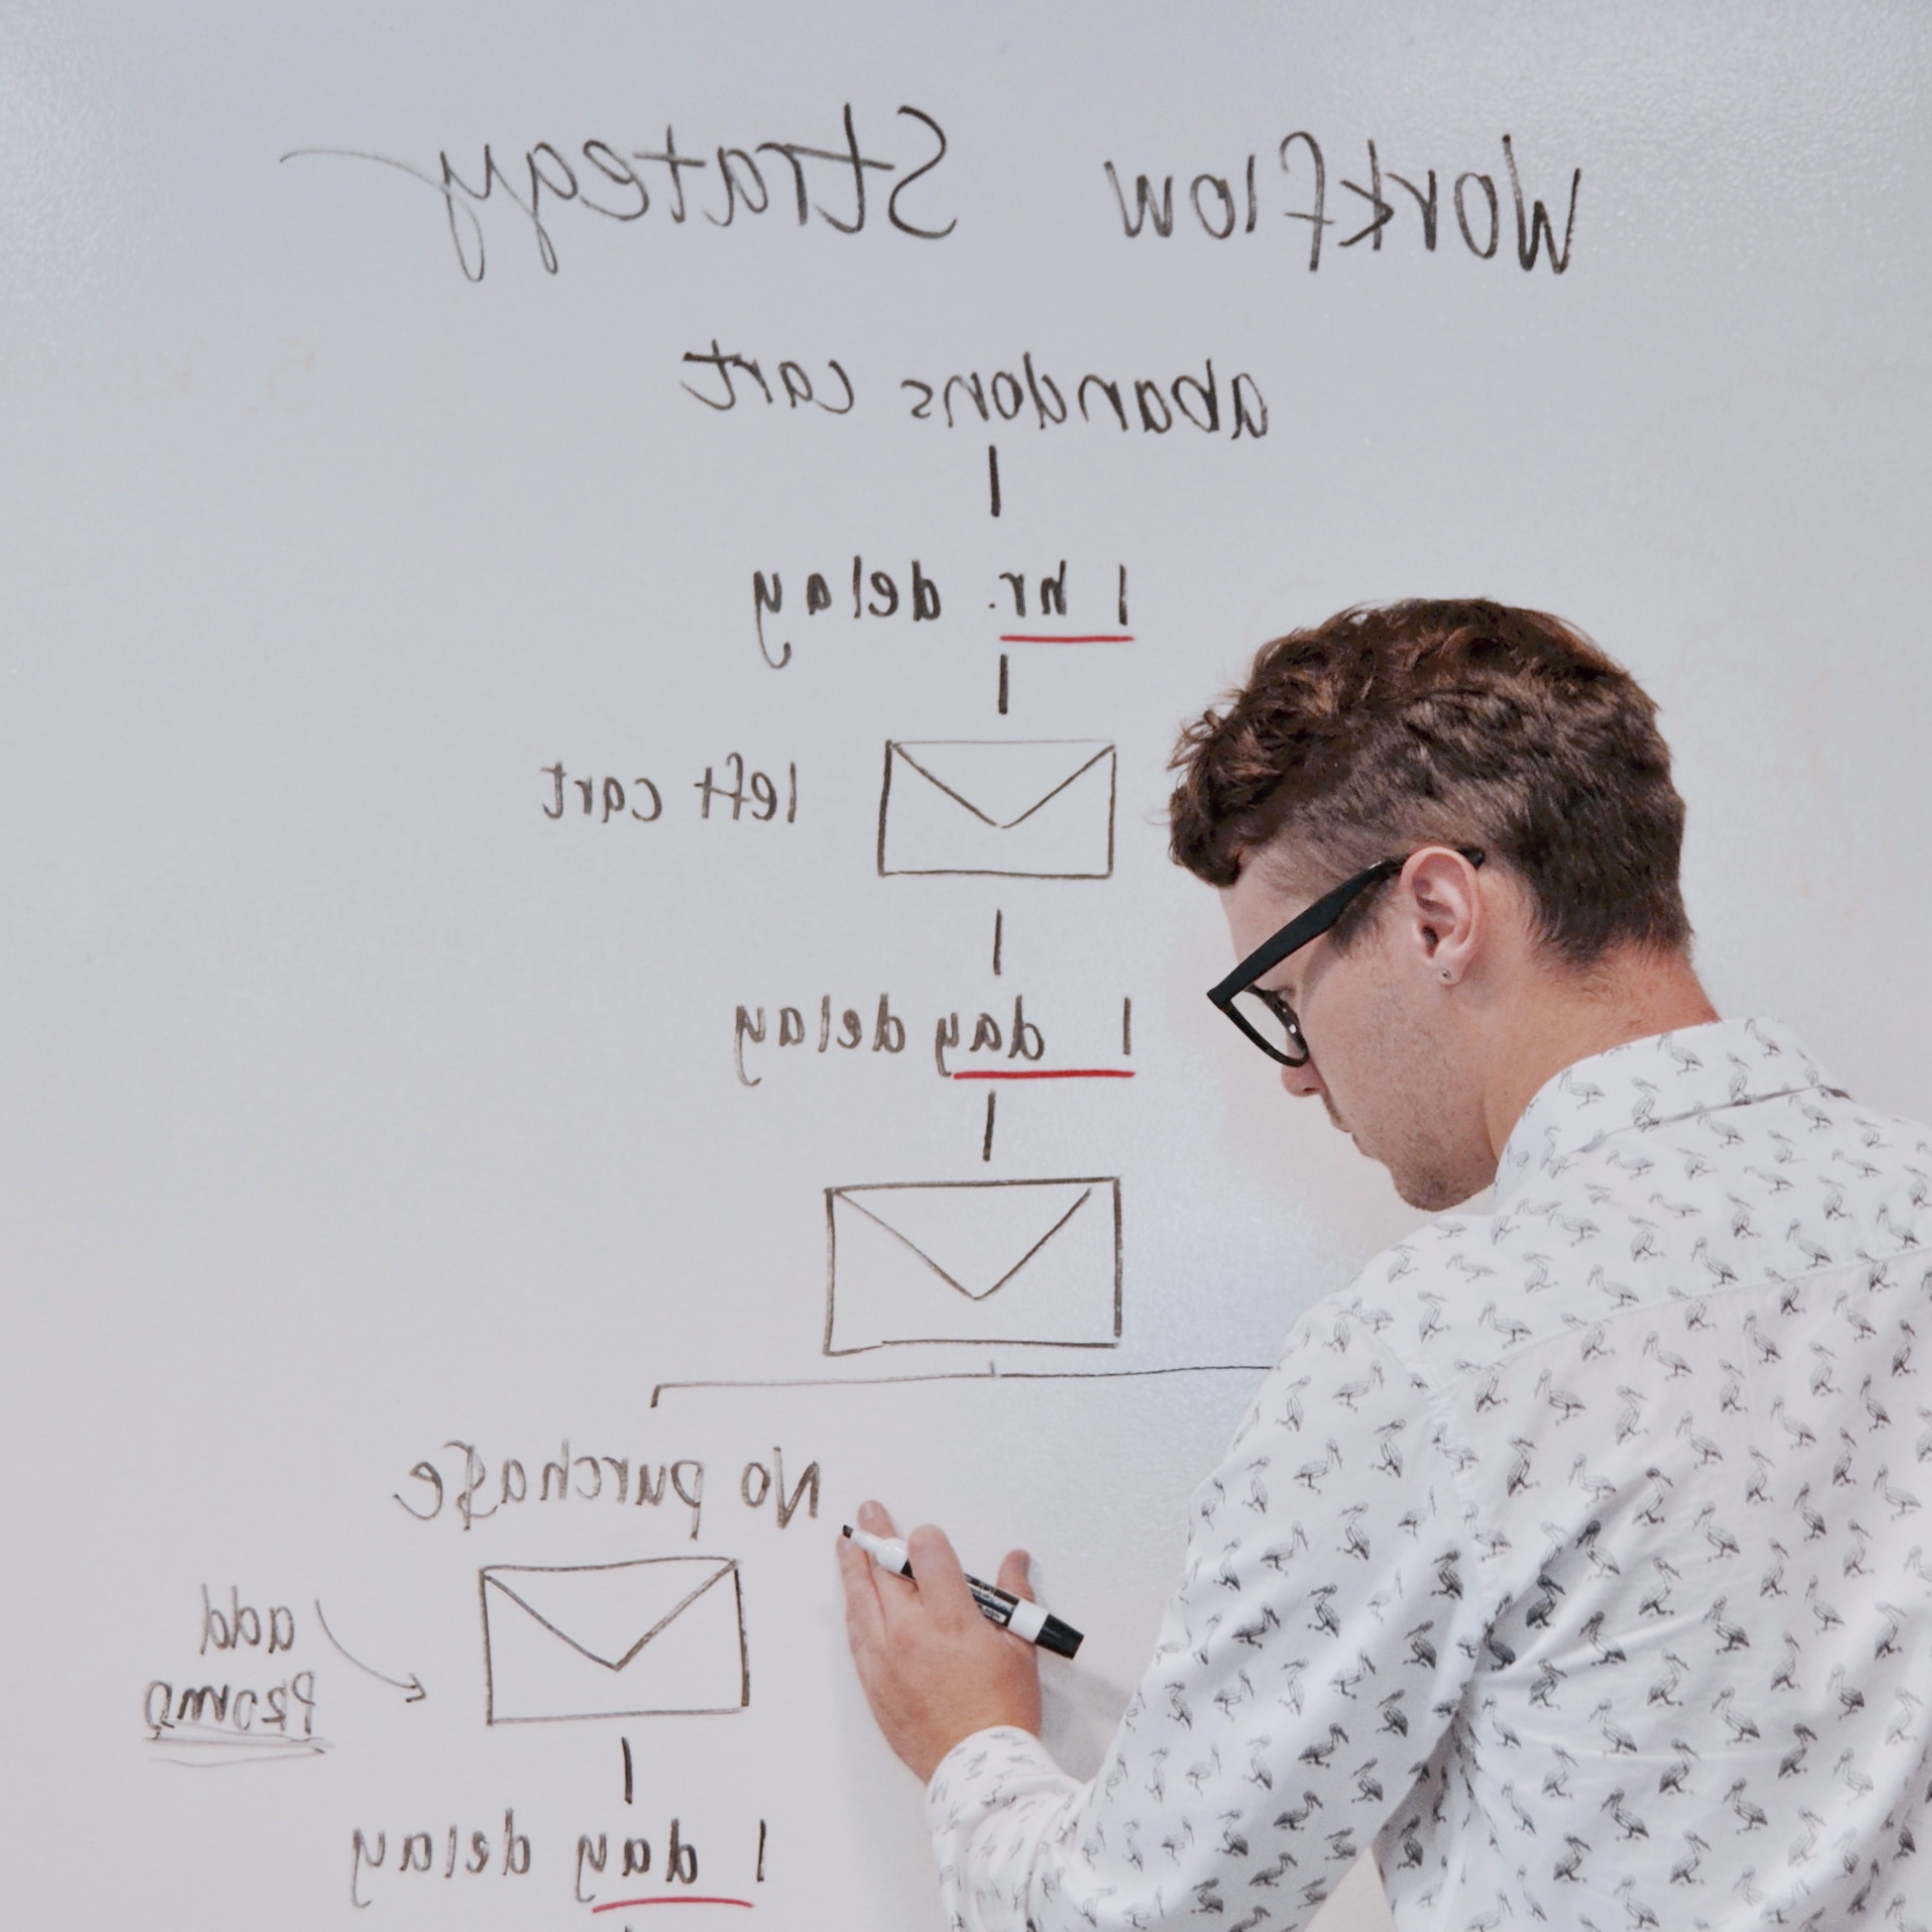 Workflow Strategy
abandons cart
1 hr. delay
left cart
1 day delay
No purchase
add
promo
1 day delay